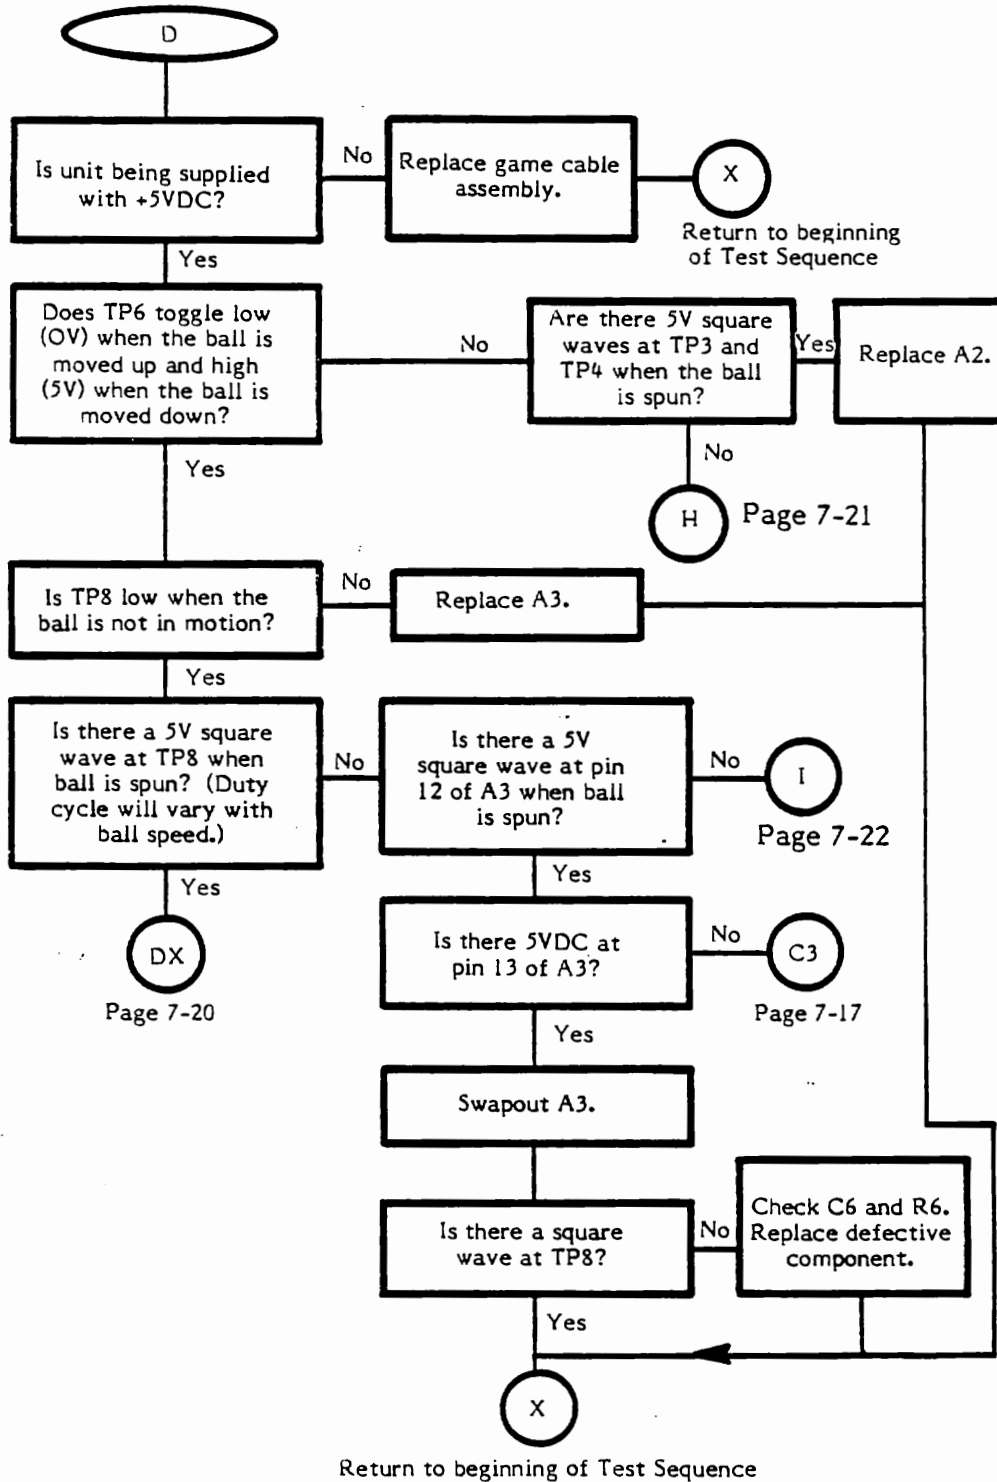 D
Is unit being supplied
with +5VDC?
No
Replace game cable
assembly.
X
Return to beginning
of Test Sequence
Yes
Does TP6 toggle low
(OV) when the ball is
moved up and high
(5V) when the ball is
moved down?
No
Are there 5V square
waves at TP3 and
TP4 when the ball
is spun?
Yes
Replace A2.
No
H
Page 7-21
Yes
Is TP8 low when the
ball is not in motion?
No
Replace A3.
Yes
Is there a 5V square
wave at TP8 when
ball is spun? (Duty
cycle will vary with
ball speed.)
No
Is there a 5V
square wave at pin
12 of A3 when ball
is spun?
No
I
Page 7-22
Yes
DX
Page 7-20
Yes
Is there 5VDC at
pin 13 of A3?
No
C3
Page 7-17
Yes
Swapout A3.
Is there a square
wave at TP8?
No
Check C6 and R6.
Replace defective
component.
Yes
X
Return to beginning of Test Sequence